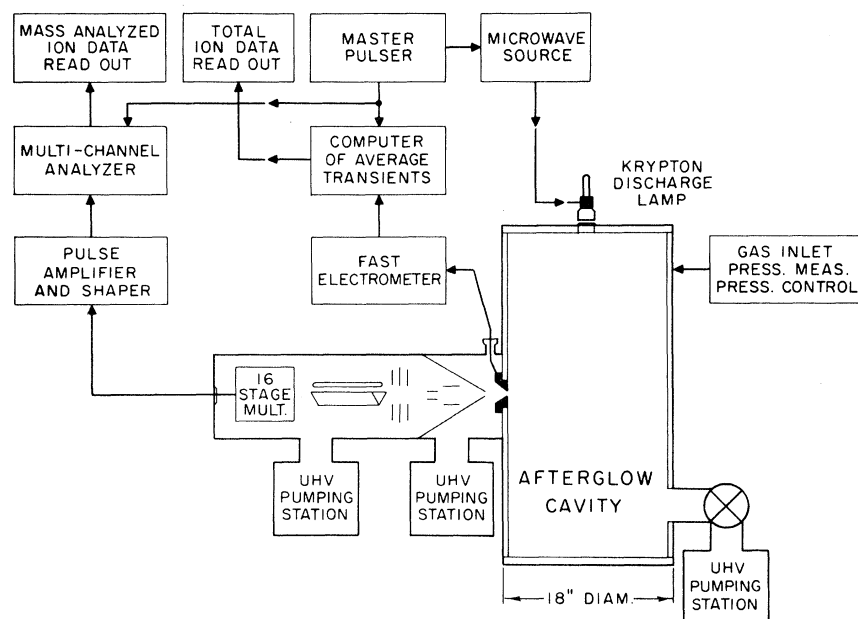 MASS ANALYZED
ION DATA
READ OUT
TOTAL
ION DATA
READ OUT
MASTER
PULSER
MICROWAVE
SOURCE
MULTI-CHANNEL
ANALYZER
COMPUTER
OF AVERAGE
TRANSIENTS
KRYPTON
DISCHARGE
LAMP
PULSE
AMPLIFIER
AND SHAPER
FAST
ELECTROMETER
GAS INLET
PRESS. MEAS.
PRESS. CONTROL
16
STAGE
MULT.
UHV
PUMPING
STATION
UHV
PUMPING
STATION
AFTERGLOW
CAVITY
UHV
PUMPING
STATION
18" DIAM.